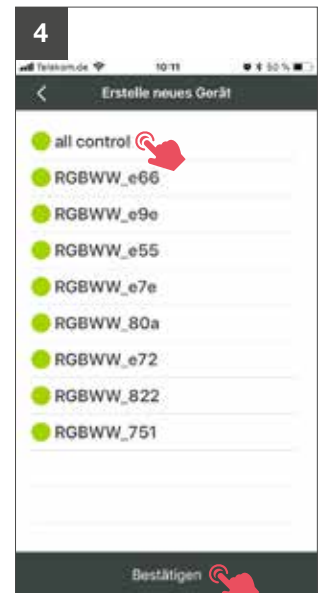 4
Telekom.de 10:11 50 %
Erstelle neues Gerät
all control
RGBWW_e66
RGBWW_e9e
RGBWW_e55
RGBWW_e7e
RGBWW_80a
RGBWW_e72
RGBWW_822
RGBWW_751
Bestätigen